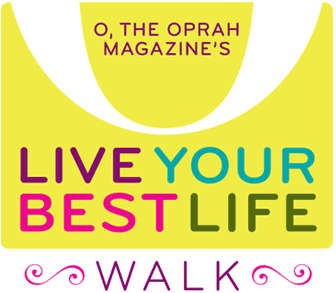 O, THE OPRAH
MAGAZINE'S
LIVE YOUR
BEST LIFE
WALK